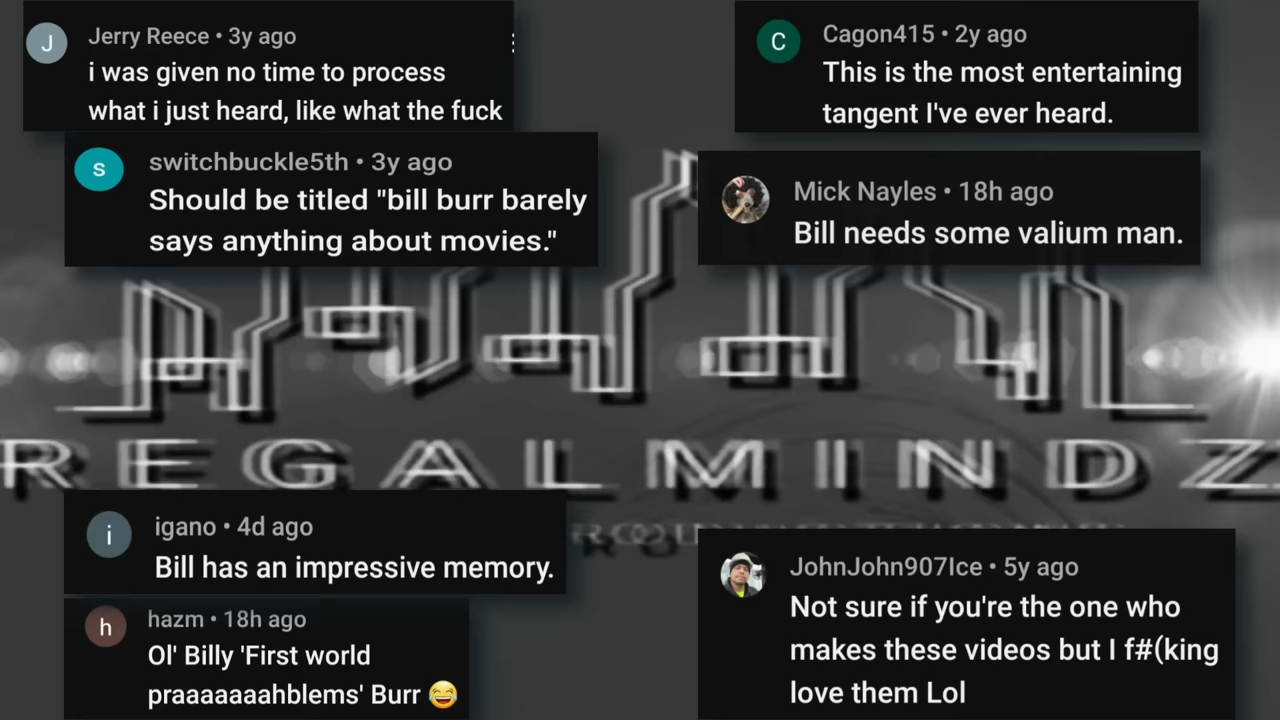 Jerry Reece • 3y ago
i was given no time to process
what i just heard, like what the fuck
s
switchbuckle5th • 3y ago
Should be titled "bill burr barely
says anything about movies."
J
C
Cagon415 • 2y ago
This is the most entertaining
tangent I've ever heard.
Mick Nayles • 18h ago
Bill needs some valium man.
REGALMINDZ
i
igano • 4d ago
Bill has an impressive memory.
h
hazm • 18h ago
Ol' Billy 'First world
praaaaaaahblems' Burr 😂
JohnJohn907Ice • 5y ago
Not sure if you're the one who
makes these videos but I f#(king
love them Lol